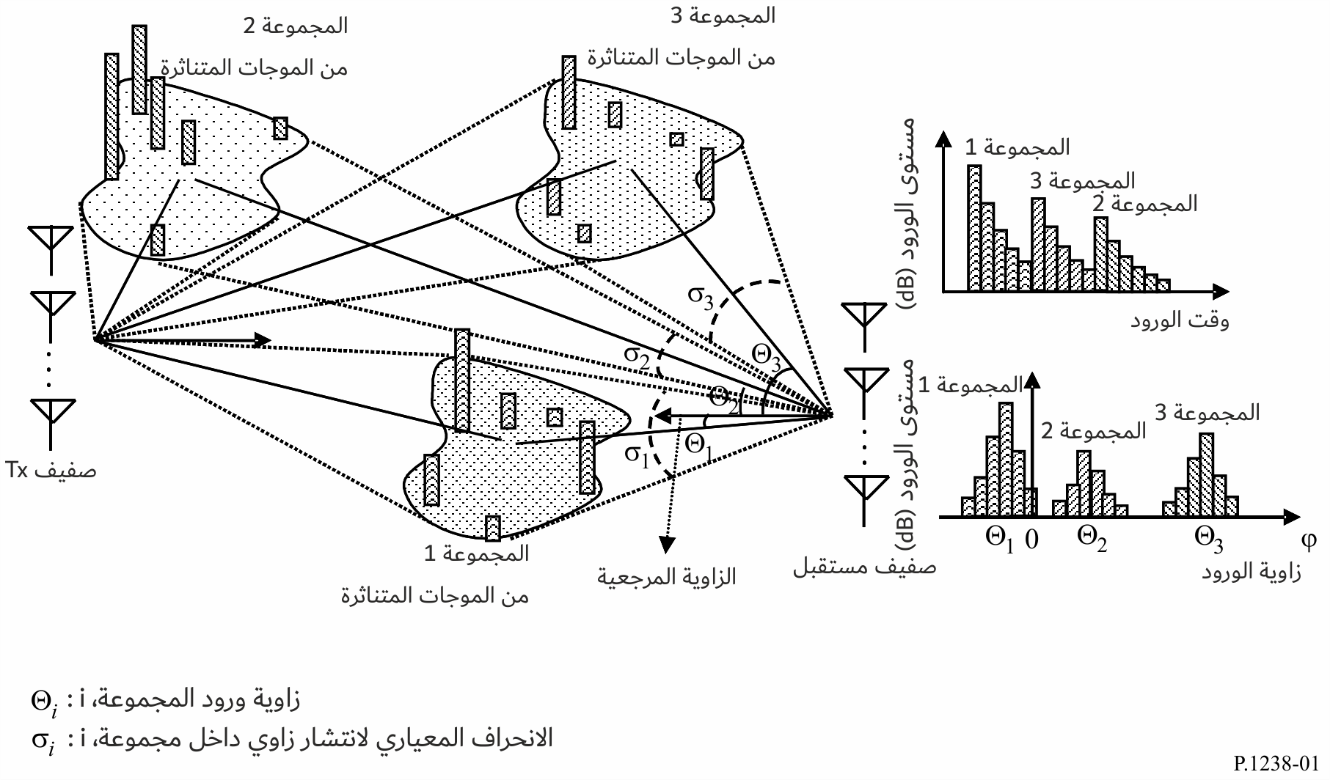 المجموعة 2
من الموجات المتناثرة
المجموعة 3
من الموجات المتناثرة
صفيف Tx
σ3
σ2
σ1
Θ3
Θ2
Θ1
المجموعة 1
من الموجات المتناثرة
الزاوية المرجعية
صفيف مستقبل
مستوى الورود (dB)
المجموعة 1
المجموعة 3
المجموعة 2
وقت الورود
مستوى الورود (dB)
المجموعة 1
المجموعة 2
المجموعة 3
Θ1 0 Θ2 Θ3 φ
زاوية الورود
Θi : i، زاوية ورود المجموعة
σi : i، الانحراف المعياري لانتشار زاوي داخل مجموعة
P.1238-01